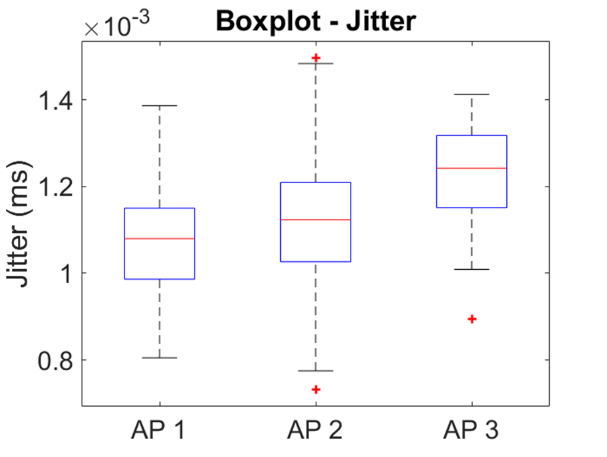 Boxplot - Jitter
×10-3
Jitter (ms)
1.4
1.2
1
0.8
AP 1 AP 2 AP 3